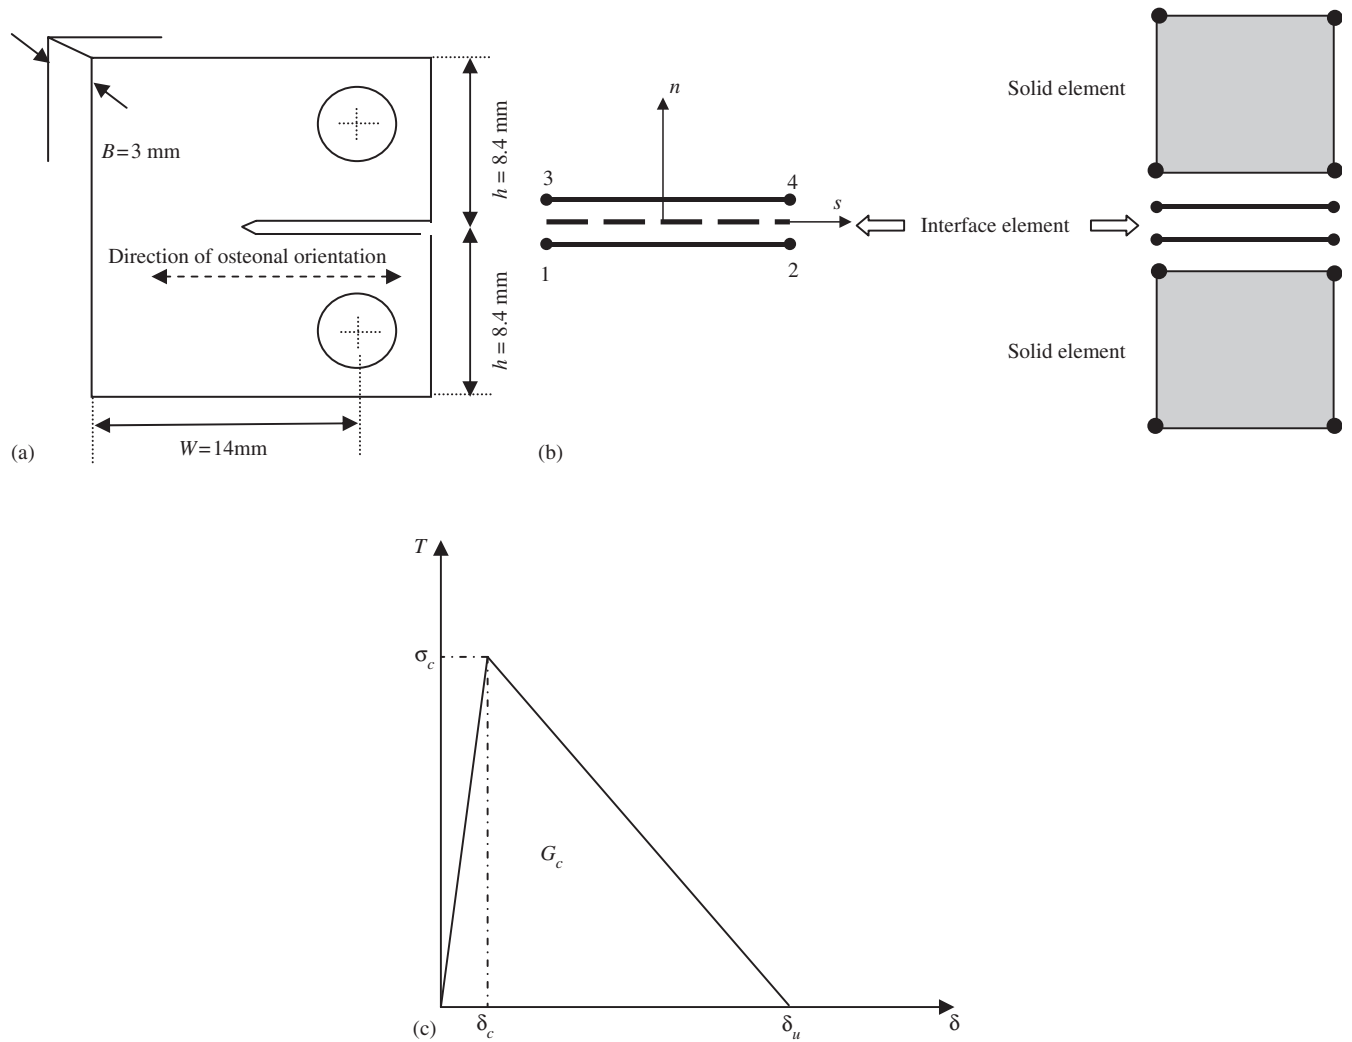 B=3 mm
h = 8.4 mm
h = 8.4 mm
Direction of osteonal orientation
W=14mm
(a)
n
3
4
s
1
2
Interface element
Solid element
Solid element
(b)
T
σc
Gc
δc
δu
δ
(c)